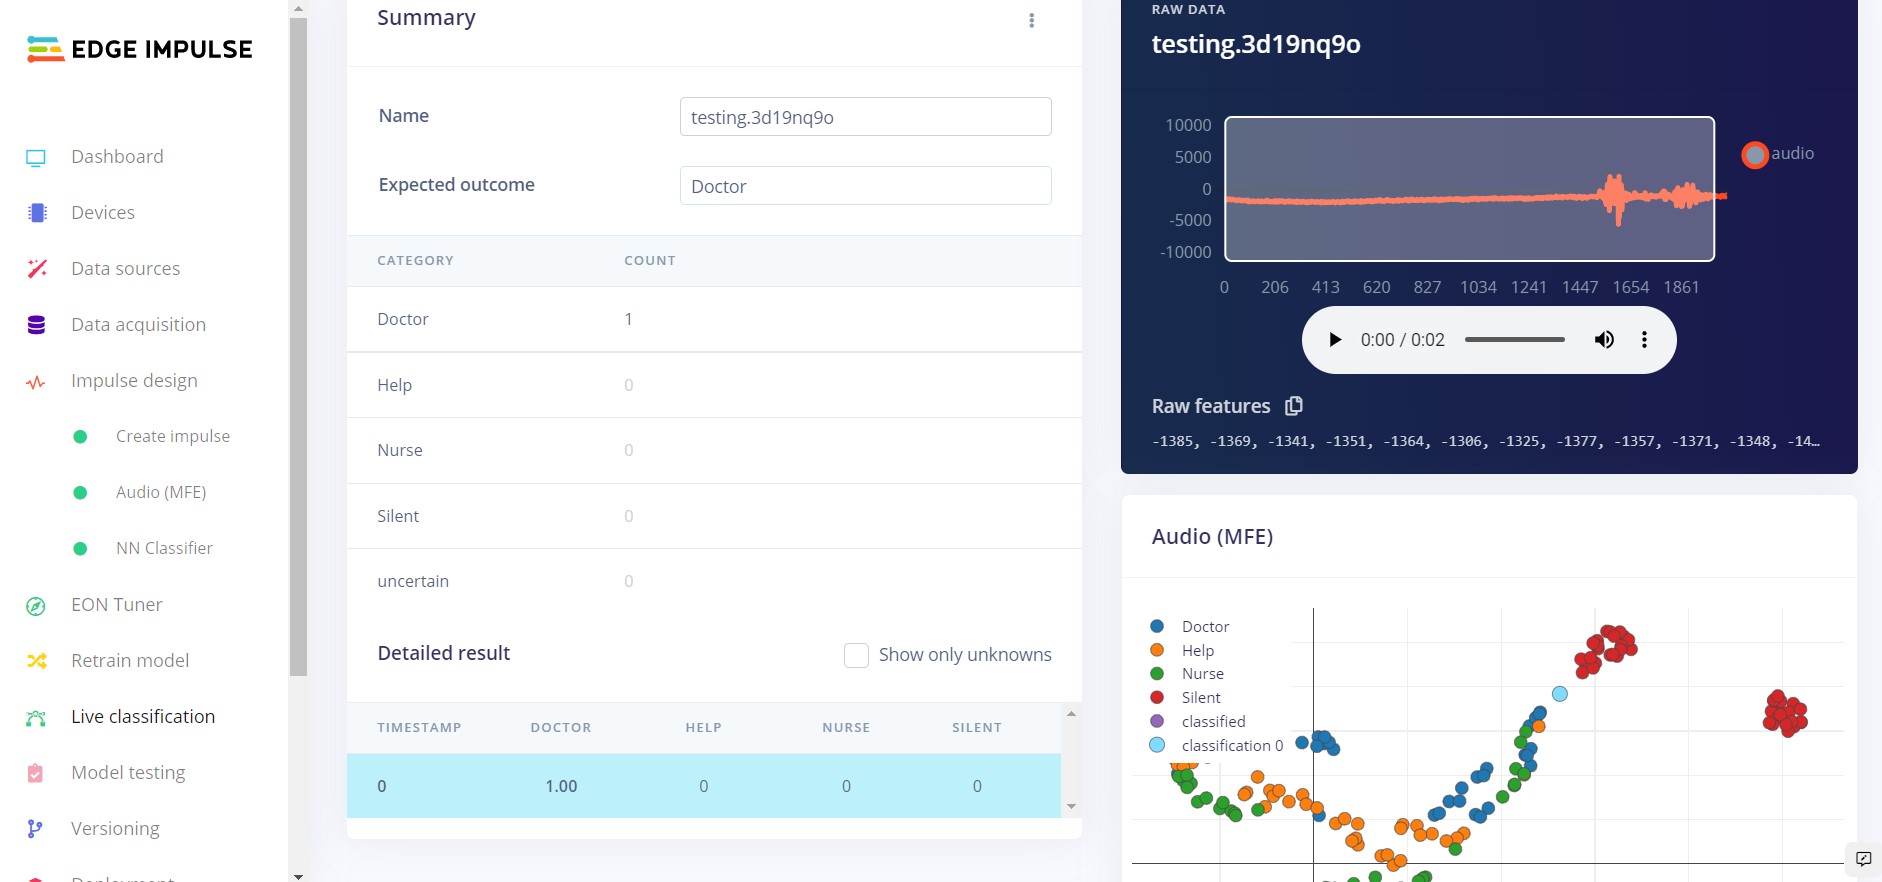 EDGE IMPULSE
Dashboard
Devices
Data sources
Data acquisition
Impulse design
Create impulse
Audio (MFE)
NN Classifier
EON Tuner
Retrain model
Live classification
Model testing
Versioning
Deployment
Summary
Name
testing.3d19nq9o
Expected outcome
Doctor
CATEGORY COUNT
Doctor 1
Help 0
Nurse 0
Silent 0
uncertain 0
Detailed result
Show only unknowns
TIMESTAMP DOCTOR HELP NURSE SILENT
0 1.00 0 0 0
RAW DATA
testing.3d19nq9o
10000
5000
0
-5000
-10000
0 206 413 620 827 1034 1241 1447 1654 1861
audio
0:00 / 0:02
Raw features
-1385, -1369, -1341, -1351, -1364, -1306, -1325, -1377, -1357, -1371, -1348, -14…
Audio (MFE)
Doctor
Help
Nurse
Silent
classified
classification 0